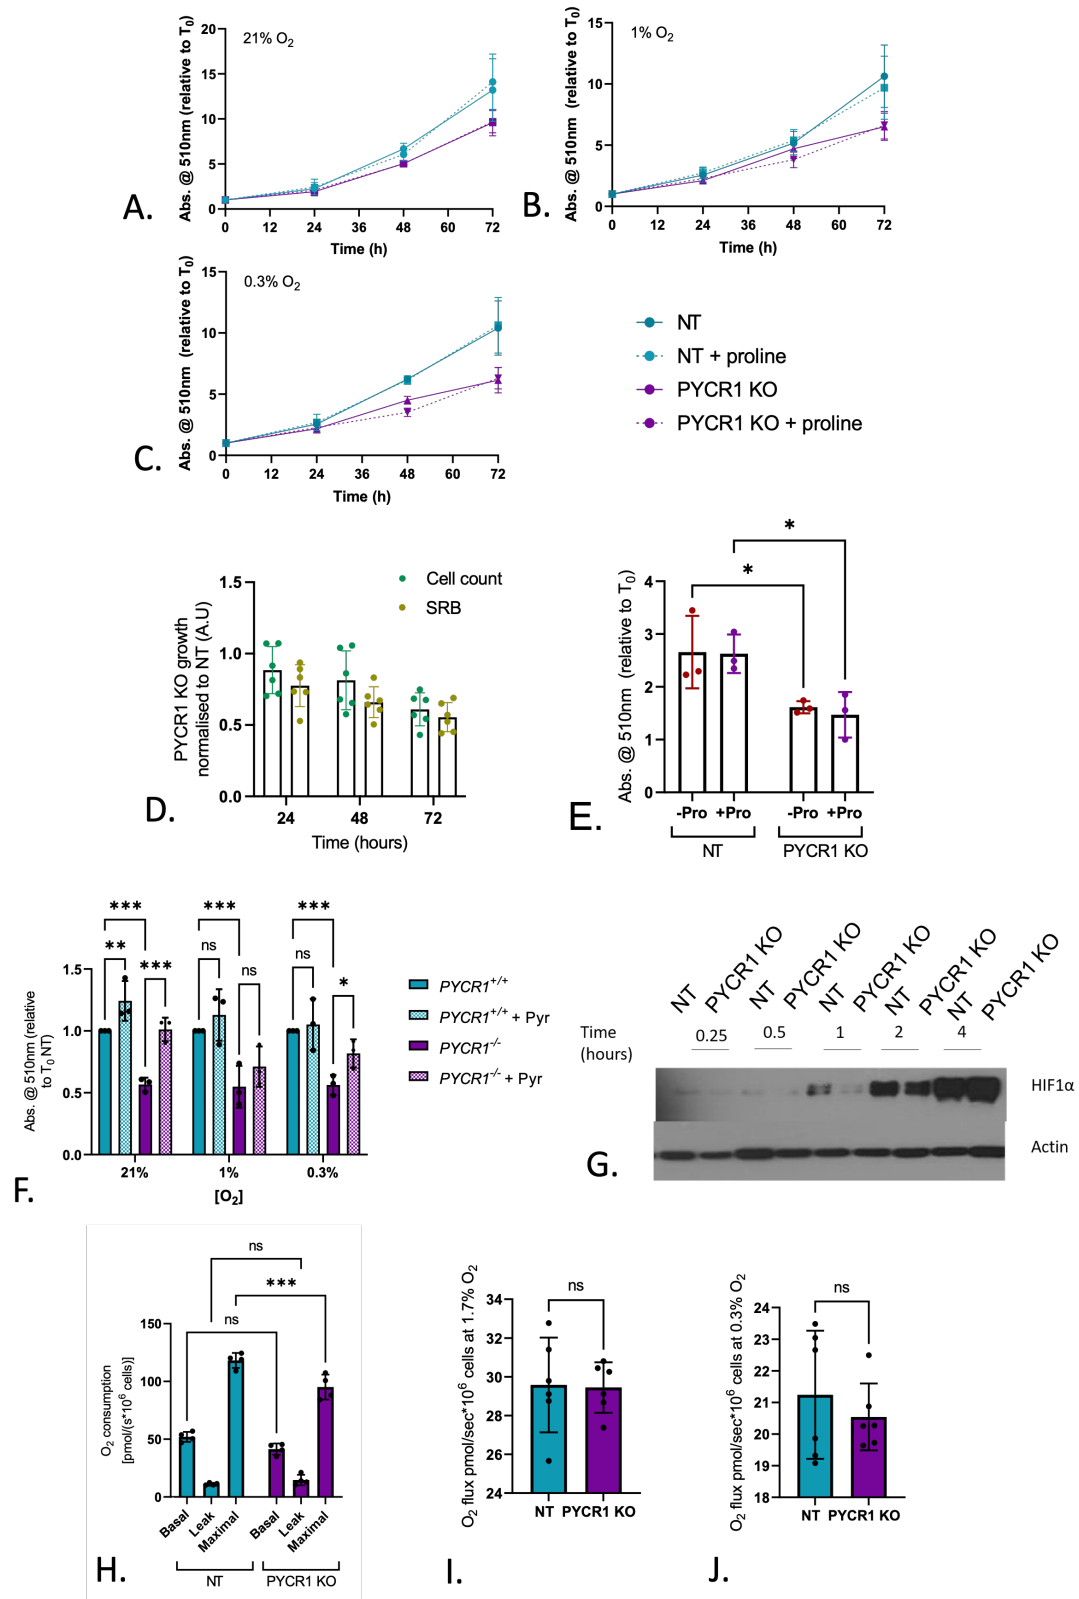 Abs. @ 510nm (relative to T0)
21% O2
20
15
10
5
0
0 12 24 36 48 60 72
Time (h)
A.
Abs. @ 510nm (relative to T0)
1% O2
15
10
5
0
0 12 24 36 48 60 72
Time (h)
B.
Abs. @ 510nm (relative to T0)
0.3% O2
15
10
5
0
0 12 24 36 48 60 72
Time (h)
C.
NT
NT + proline
PYCR1 KO
PYCR1 KO + proline
PYCR1 KO growth
normalised to NT (A.U)
1.5
1.0
0.5
0.0
Cell count
SRB
24 48 72
Time (hours)
D.
Abs. @ 510nm (relative to T0)
* 
*
4
3
2
1
0
-Pro +Pro -Pro +Pro
NT PYCR1 KO
E.
Abs. @ 510nm (relative
to T0 NT)
*** *** ***
** ns ns
*** ns *
1.5
1.0
0.5
0.0
21% 1% 0.3%
[O2]
PYCR1+/+
PYCR1+/+ + Pyr
PYCR1-/-
PYCR1-/- + Pyr
F.
NT PYCR1 KO NT PYCR1 KO NT PYCR1 KO NT PYCR1 KO NT PYCR1 KO
Time
(hours)
0.25 0.5 1 2 4
HIF1α
Actin
G.
O2 consumption
[pmol/(s*10^6 cells)]
ns
***
ns
150
100
50
0
Basal Leak Maximal Basal Leak Maximal
NT PYCR1 KO
H.
O2 flux pmol/sec*10^6 cells at 1.7% O2
ns
34
32
30
28
26
24
NT PYCR1 KO
I.
O2 flux pmol/sec*10^6 cells at 0.3% O2
ns
24
23
22
21
20
19
18
NT PYCR1 KO
J.